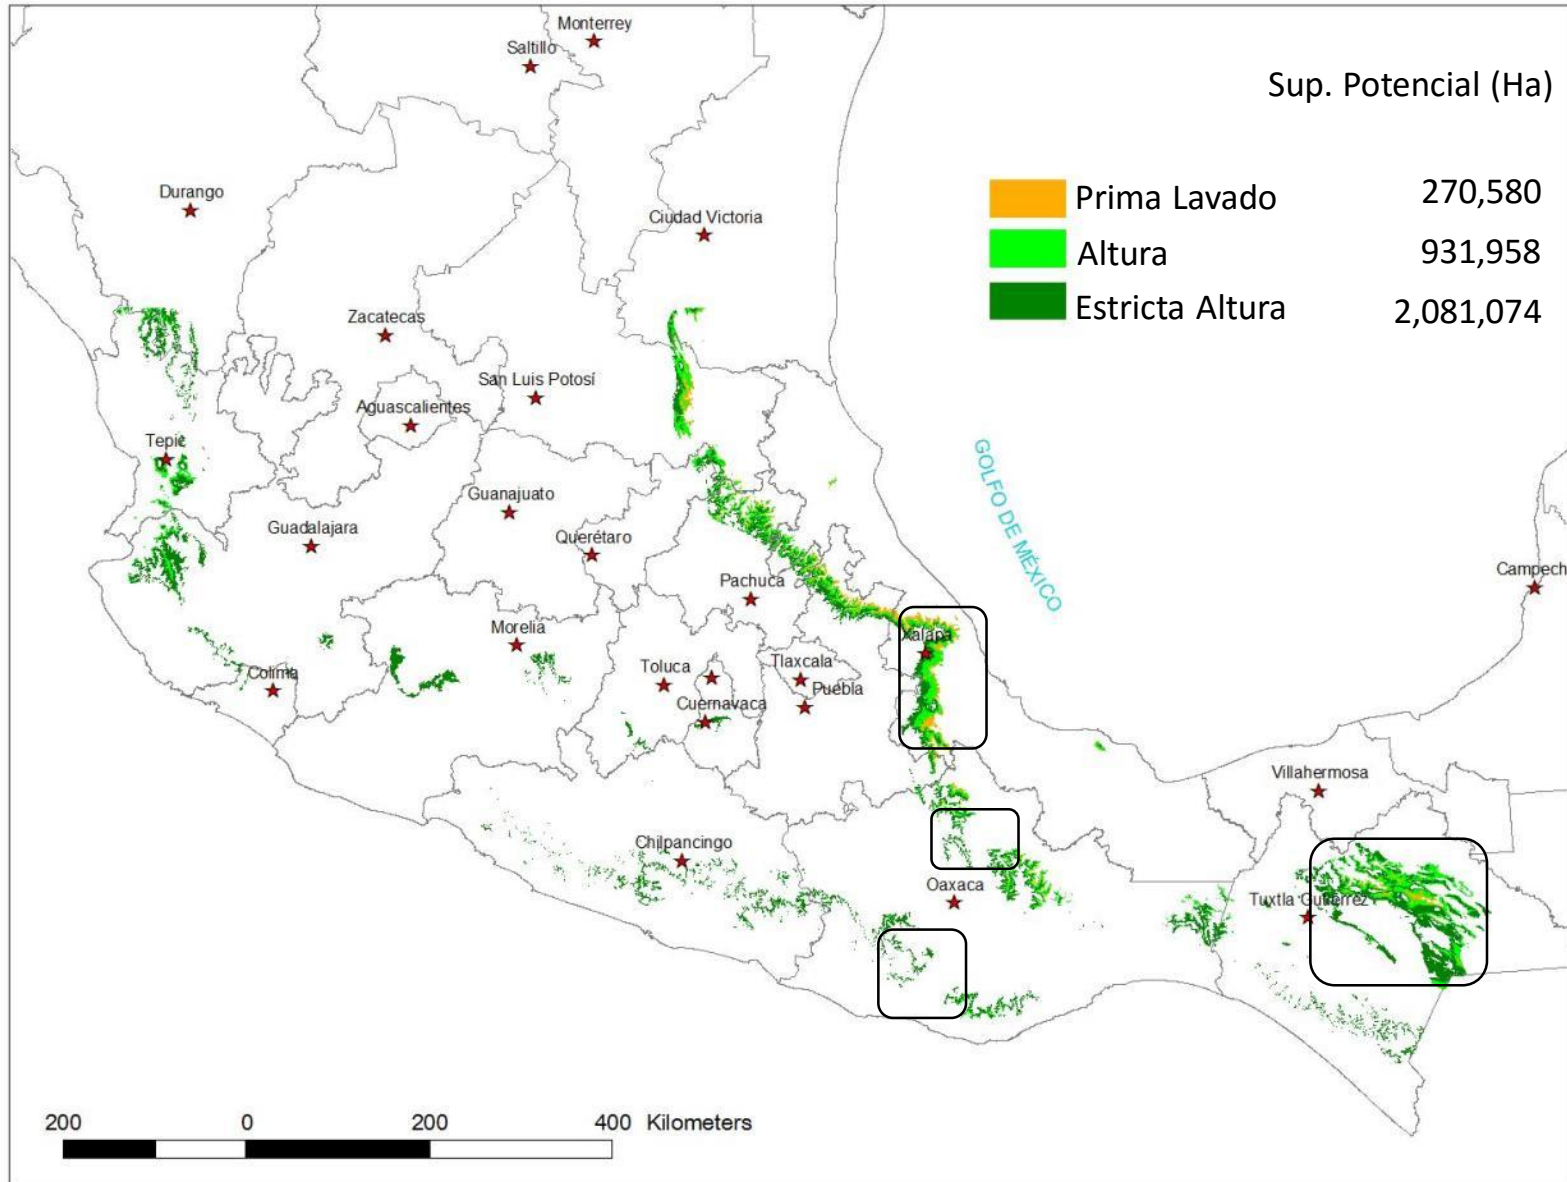 Monterrey
Saltillo
Sup. Potencial (Ha)
Durango
Prima Lavado 270,580
Ciudad Victoria
Altura 931,958
Estricta Altura 2,081,074
Zacatecas
San Luis Potosí
Aguascalientes
Tepic
GOLFO DE MÉXICO
Guanajuato
Guadalajara
Querétaro
Campech
Pachuca
Morelia
Xalapa
Toluca
Tlaxcala
Colima
Puebla
Cuernavaca
Villahermosa
Chilpancingo
Oaxaca
Tuxtla Gutiérrez
200 0 200 400 Kilometers